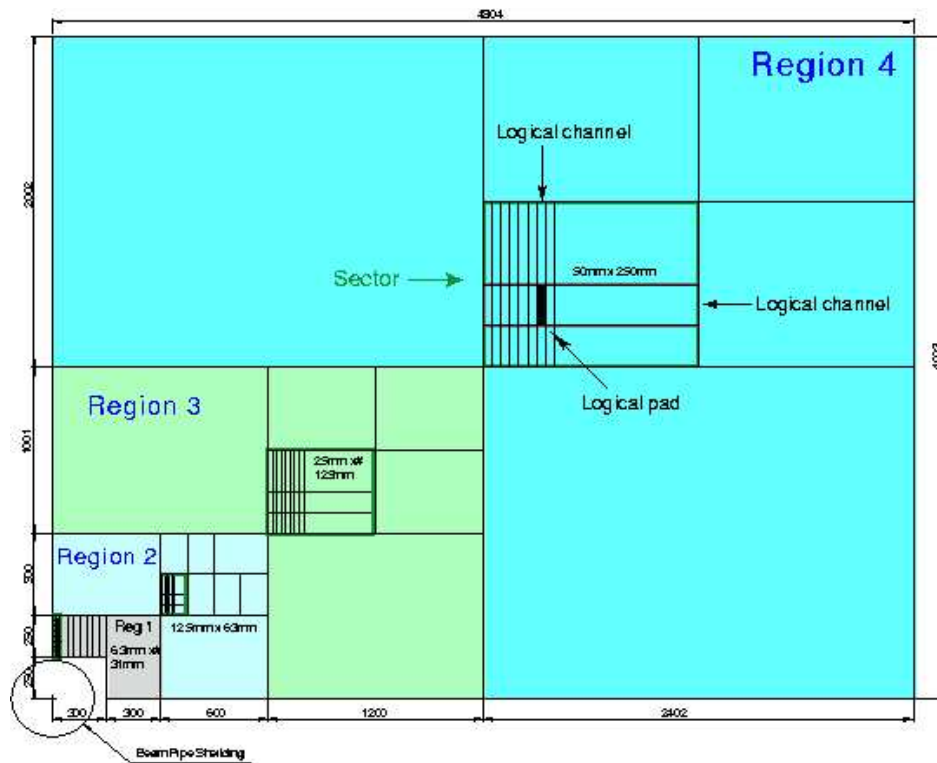 4804
Region 4
Logical channel
2002
Sector
50mm x 250mm
Logical channel
Logical pad
Region 3
1001
25mm x
125mm
Region 2
500
Reg 1
12.5mm x 63mm
250
6.3mm x
31mm
250
300
300
600
1200
2402
Beam Pipe Shielding